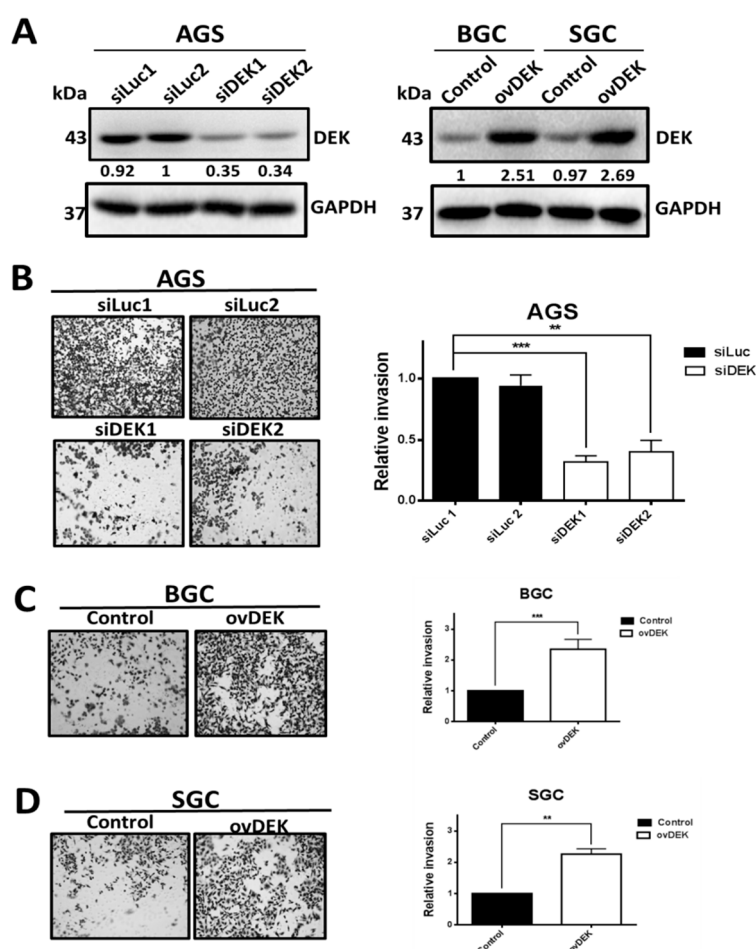 A
AGS
siLuc1 siLuc2 siDEK1 siDEK2
kDa
43
DEK
0.92 1 0.35 0.34
37
GAPDH
BGC SGC
Control ovDEK Control ovDEK
kDa
43
DEK
1 2.51 0.97 2.69
37
GAPDH
B
AGS
siLuc1 siLuc2
siDEK1 siDEK2
AGS
**
***
siLuc
siDEK
Relative invasion
1.0
0.5
0.0
siLuc 1 siLuc 2 siDEK1 siDEK2
C
BGC
Control ovDEK
BGC
***
Control
ovDEK
Relative invasion
3
2
1
0
Control ovDEK
D
SGC
Control ovDEK
SGC
**
Control
ovDEK
Relative invasion
3
2
1
0
Control ovDEK